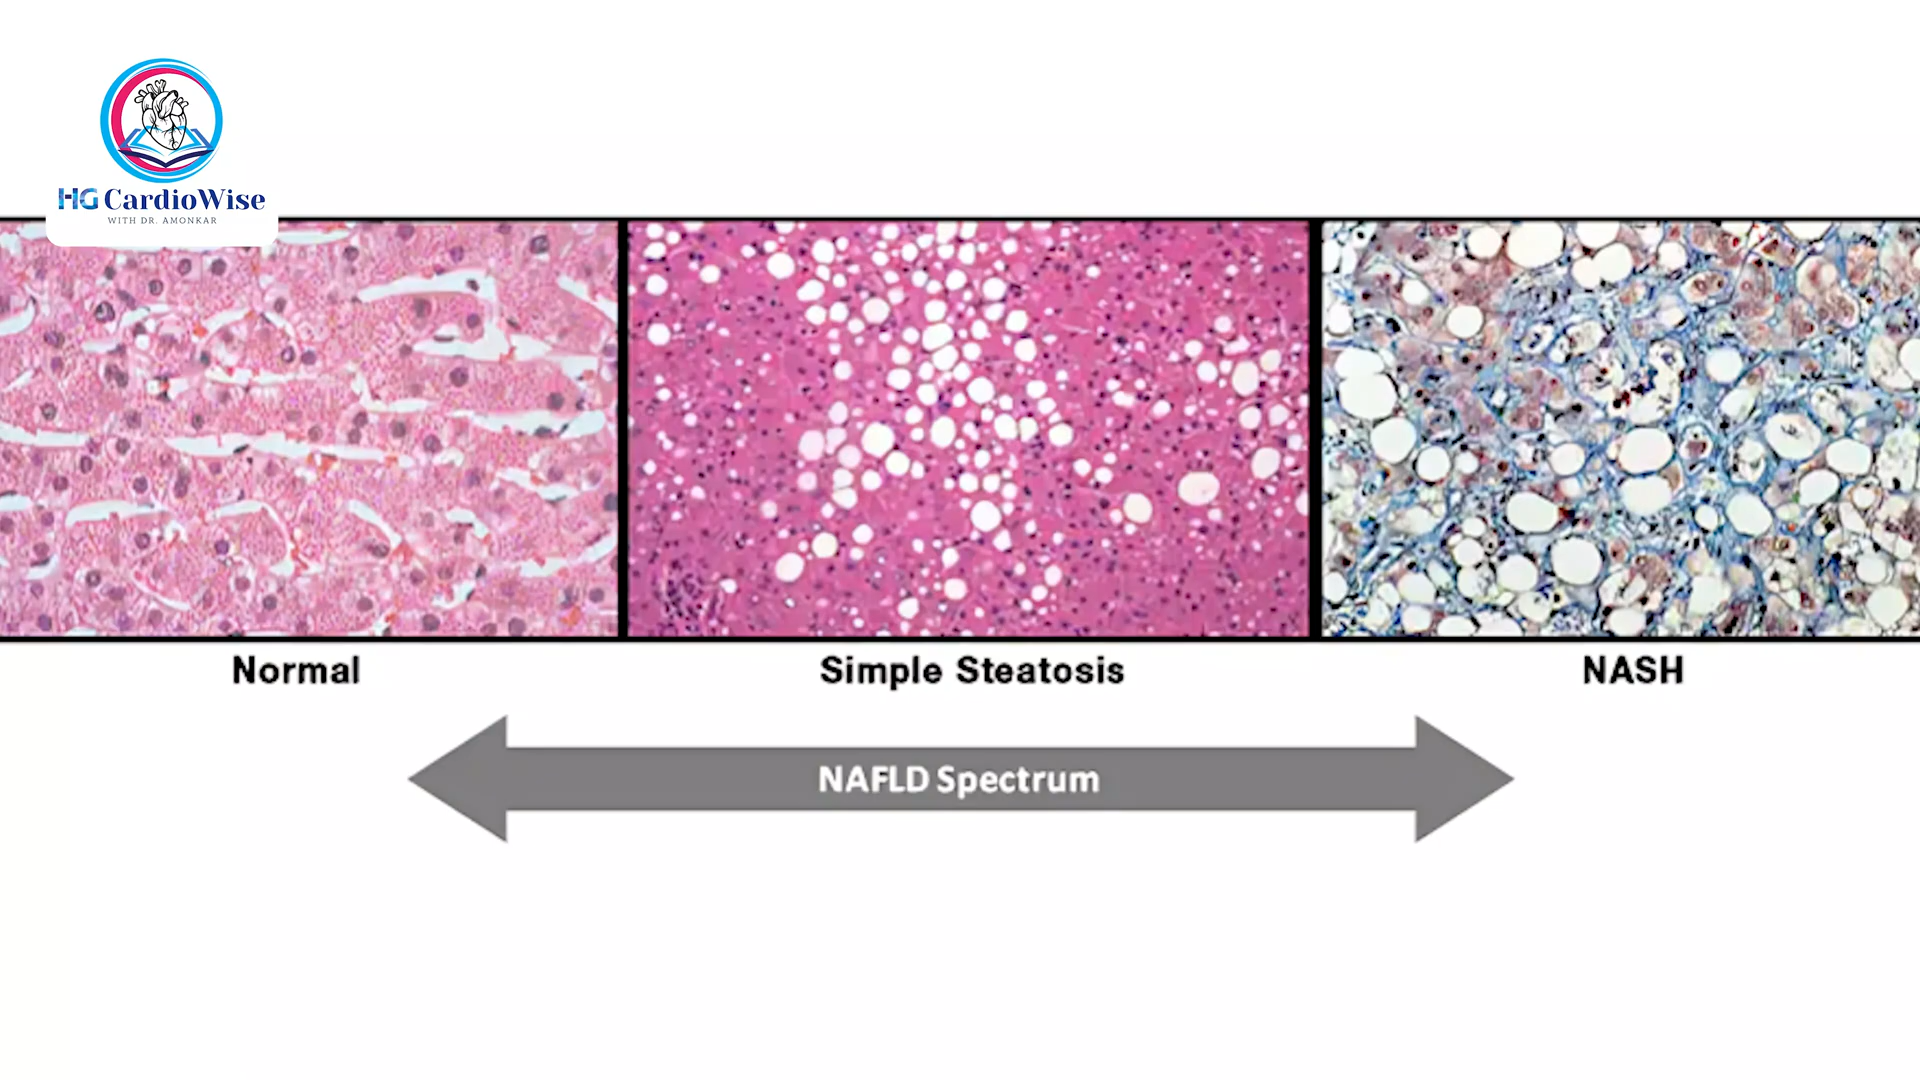 HG CardioWise
WITH DR. AMONKAR
Normal
Simple Steatosis
NASH
NAFLD Spectrum